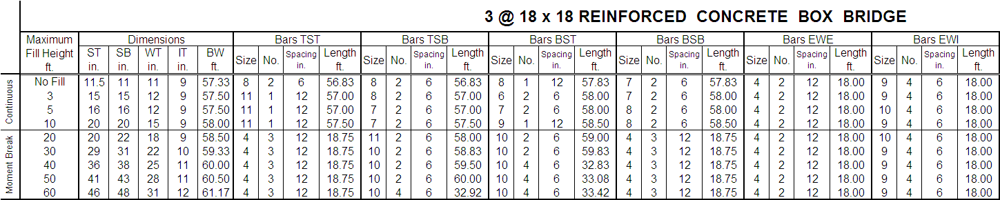 3 @ 18 x 18 REINFORCED CONCRETE BOX BRIDGE
Maximum Fill Height ft. Dimensions Bars TST Bars TSB Bars BST Bars BSB Bars EWE Bars EWI
ST in. SB in. WT in. IT in. BW ft. Size No. Spacing in. Length ft. Size No. Spacing in. Length ft. Size No. Spacing in. Length ft. Size No. Spacing in. Length ft. Size No. Spacing in. Length ft. Size No. Spacing in. Length ft.
Continuous
No Fill 11.5 11 11 9 57.33 8 2 6 56.83 8 2 6 56.83 8 1 12 57.83 7 2 6 57.83 4 2 12 18.00 9 4 6 18.00
3 15 15 12 9 57.50 11 1 12 57.00 8 2 6 57.00 6 2 6 58.00 7 2 6 58.00 4 2 12 18.00 9 4 6 18.00
5 16 16 12 9 57.50 11 1 12 57.00 7 2 6 57.00 7 2 6 58.00 8 2 6 58.00 4 2 12 18.00 10 4 6 18.00
10 20 20 15 9 58.00 11 1 12 57.50 7 2 6 57.50 9 1 12 58.50 8 2 6 58.50 4 2 12 18.00 9 4 6 18.00
Moment Break
20 20 22 18 9 58.50 4 3 12 18.75 11 2 6 58.00 10 2 6 59.00 4 3 12 18.75 4 2 12 18.00 10 4 6 18.00
30 29 31 22 10 59.33 4 3 12 18.75 10 2 6 58.83 10 2 6 59.83 4 3 12 18.75 4 2 12 18.00 9 4 6 18.00
40 36 38 25 11 60.00 4 3 12 18.75 10 2 6 59.50 10 4 6 32.83 4 3 12 18.75 4 2 12 18.00 9 4 6 18.00
50 41 43 28 11 60.50 4 3 12 18.75 10 2 6 60.00 10 4 6 33.08 4 3 12 18.75 4 2 12 18.00 9 4 6 18.00
60 46 48 31 12 61.17 4 3 12 18.75 10 4 6 32.92 10 4 6 33.42 4 3 12 18.75 4 2 12 18.00 9 4 6 18.00